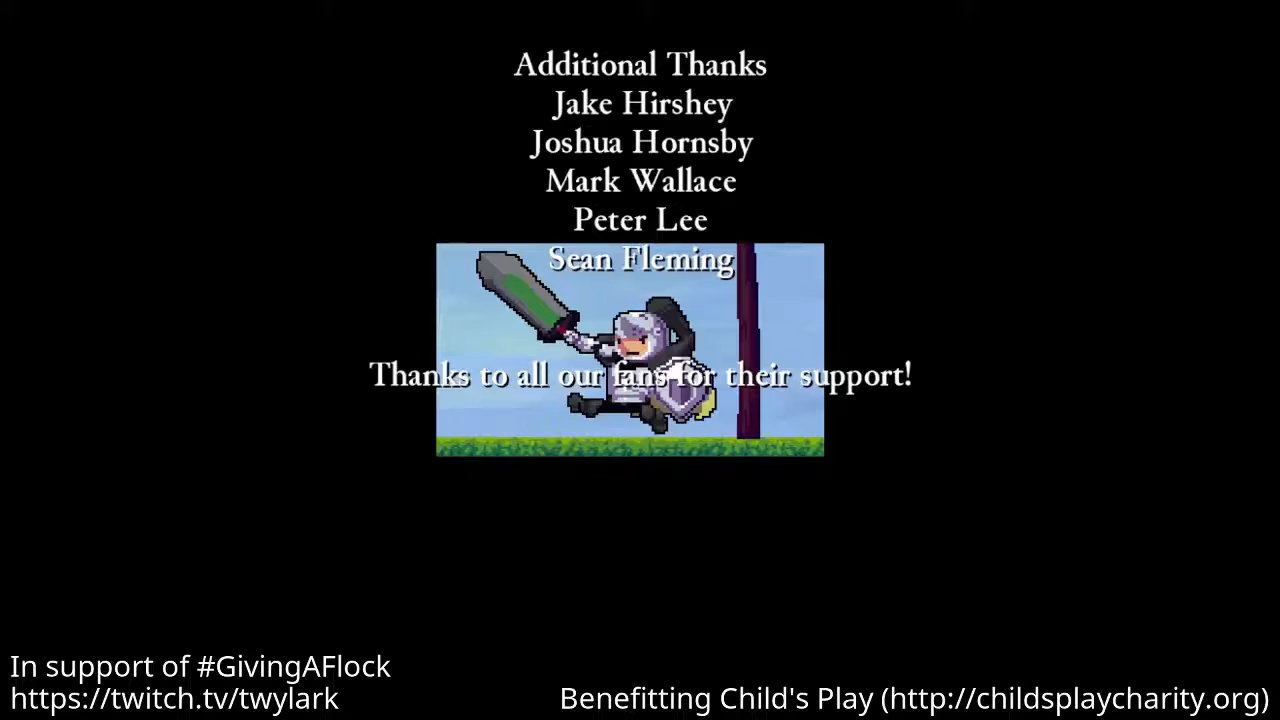 Additional Thanks
Jake Hirshey
Joshua Hornsby
Mark Wallace
Peter Lee
Sean Fleming
Thanks to all our fans for their support!
In support of #GivingAFlock
https://twitch.tv/twylark
Benefitting Child's Play (http://childsplaycharity.org)